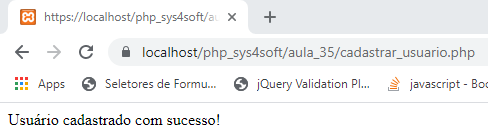 https://localhost/php_sys4soft/au
localhost/php_sys4soft/aula_35/cadastrar_usuario.php
Apps Seletores de Formu... jQuery Validation Pl... javascript - Boo
Usuário cadastrado com sucesso!